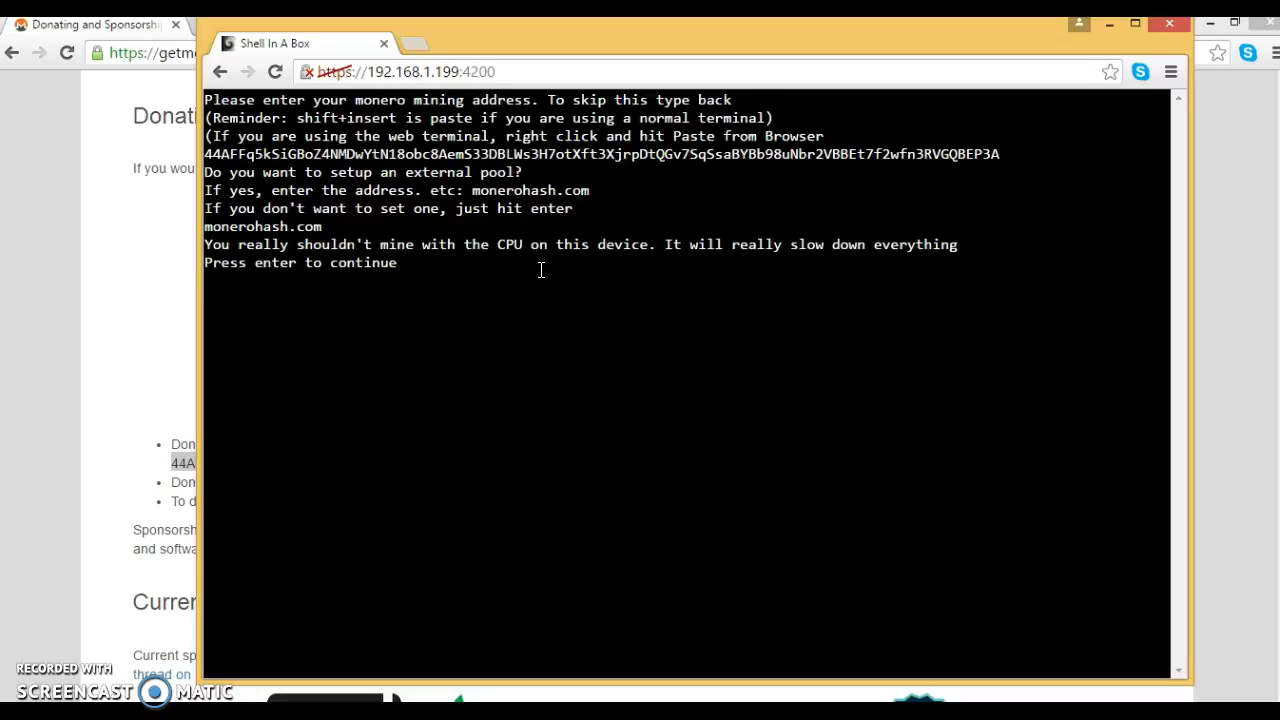 Donating and Sponsorshi
Shell In A Box
https://getm
https://192.168.1.199:4200
Please enter your monero mining address. To skip this type back
(Reminder: shift+insert is paste if you are using a normal terminal)
(If you are using the web terminal, right click and hit Paste from Browser
44AFFq5kSiGBoZ4NMDwYtN18obc8AemS33DBLWs3H7otXft3XjrpDtQGv7SqSsaBYBb98uNbr2VBBEt7f2wfn3RVGQBEP3A
Do you want to setup an external pool?
If yes, enter the address. etc: monerohash.com
If you don't want to set one, just hit enter
monerohash.com
You really shouldn't mine with the CPU on this device. It will really slow down everything
Press enter to continue
Donati
If you wou
Don
44A
Don
To d
Sponsorsh
and softwa
Curren
Current sp
thread on
RECORDED WITH
SCREENCAST MATIC